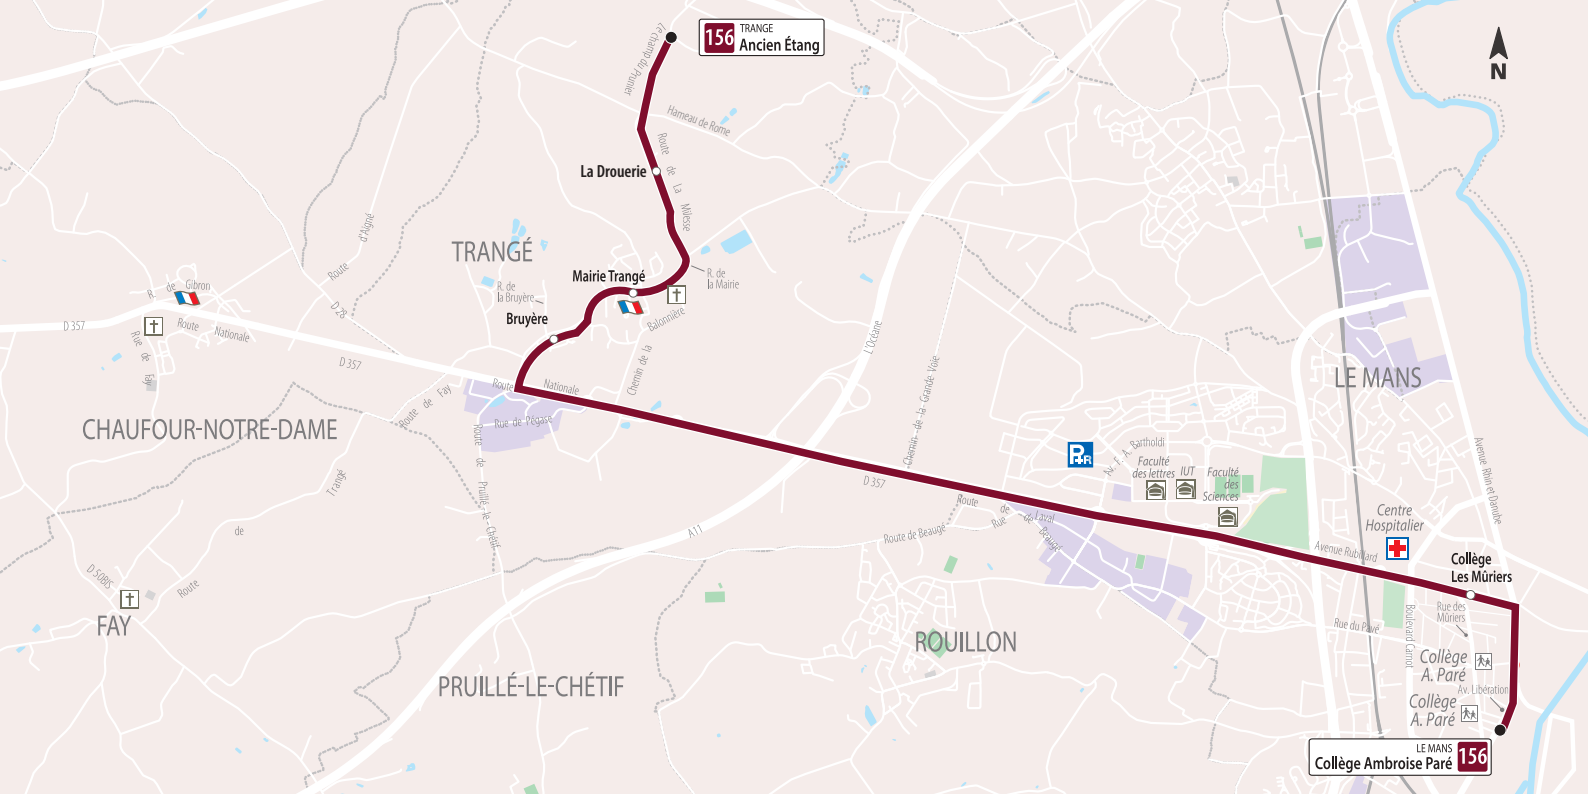 156
TRANGE
Ancien Étang
Le champ du Prunier
N
Hameau de Rome
Route de La Milesse
La Drouerie
TRANGÉ
Mairie Trangé
R. de
la Mairie
R. de
la Bruyère
Bruyère
Balonnière
Chemin de la
d'Aigné
Route
D 28
R. de Gibron
D 357
Route Nationale
Rue de Fay
D 357
Route Nationale
Route de Fay
Rue de Pégase
Route de Pruillé-le-Chétif
CHAUFOUR-NOTRE-DAME
Trangé
de
Route
D 50BIS
FAY
PRUILLÉ-LE-CHÉTIF
A11
L'Océane
Chemin-de-la-Grande Voie
D 357
Route de Laval
Rue de Beaugé
Route de Beaugé
ROUILLON
LE MANS
P+R
Av. F. A. Bartholdi
Faculté
des lettres
IUT
Faculté
des
Sciences
Centre
Hospitalier
Avenue Rubillard
Avenue Rhin et Danube
Collège
Les Mûriers
Rue des
Mûriers
Rue du Pavé
Boulevard Carnot
Collège
A. Paré
Av. Libération
Collège
A. Paré
LE MANS
Collège Ambroise Paré
156